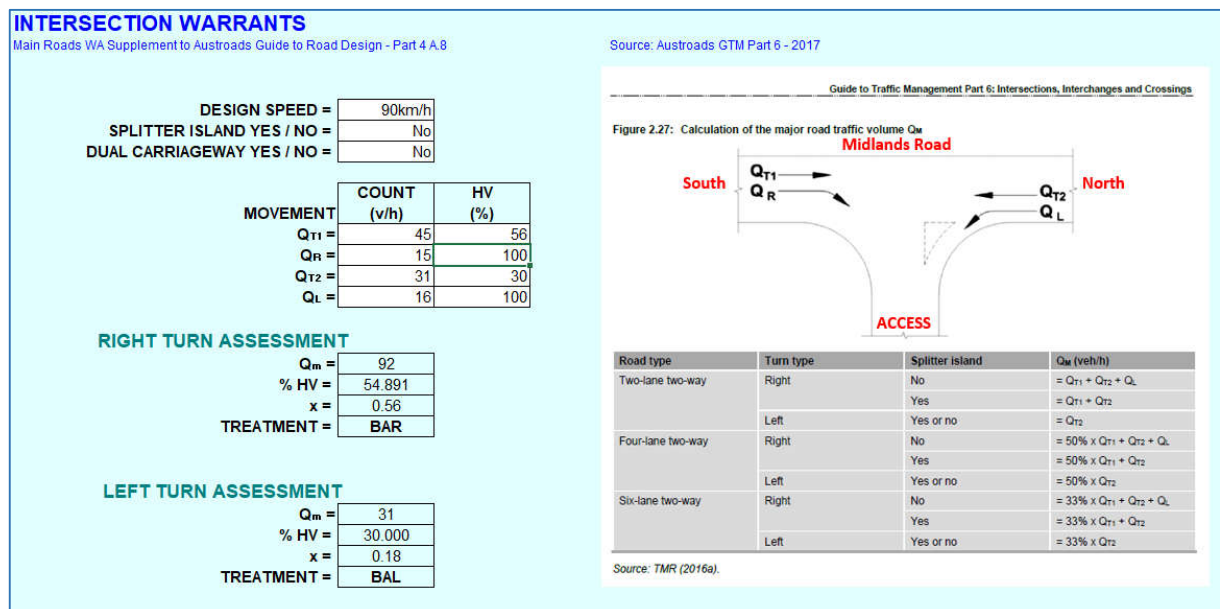 INTERSECTION WARRANTS
Main Roads WA Supplement to Austroads Guide to Road Design - Part 4 A.8
DESIGN SPEED = 90km/h
SPLITTER ISLAND YES / NO = No
DUAL CARRIAGEWAY YES / NO = No
MOVEMENT COUNT (v/h) HV (%)
QT1 = 45 56
QR = 15 100
QT2 = 31 30
QL = 16 100
RIGHT TURN ASSESSMENT
Qm = 92
% HV = 54.891
x = 0.56
TREATMENT = BAR
LEFT TURN ASSESSMENT
Qm = 31
% HV = 30.000
x = 0.18
TREATMENT = BAL
Source: Austroads GTM Part 6 - 2017
Guide to Traffic Management Part 6: Intersections, Interchanges and Crossings
Figure 2.27: Calculation of the major road traffic volume QM
Midlands Road
South
QT1
QR
North
QT2
QL
ACCESS
Road type Turn type Splitter island QM (veh/h)
Two-lane two-way Right No = QT1 + QT2 + QL
Yes = QT1 + QT2
Left Yes or no = QT2
Four-lane two-way Right No = 50% x QT1 + QT2 + QL
Yes = 50% x QT1 + QT2
Left Yes or no = 50% x QT2
Six-lane two-way Right No = 33% x QT1 + QT2 + QL
Yes = 33% x QT1 + QT2
Left Yes or no = 33% x QT2
Source: TMR (2016a).